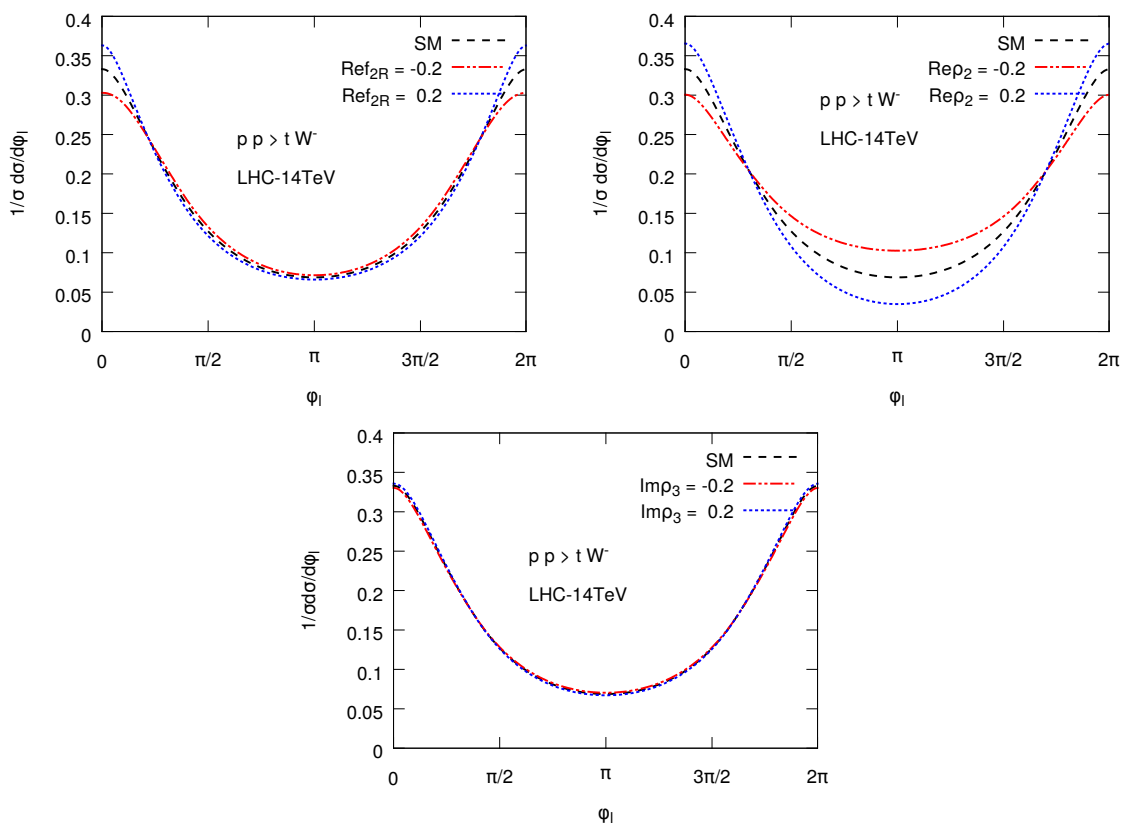 1/σ dσ/dφₗ
0.4
0.35
0.3
0.25
0.2
0.15
0.1
0.05
0
SM
Ref₂R = -0.2
Ref₂R = 0.2
p p > t W⁻
LHC-14TeV
0
π/2
π
3π/2
2π
φₗ
1/σ dσ/dφₗ
0.4
0.35
0.3
0.25
0.2
0.15
0.1
0.05
0
SM
Reρ₂ = -0.2
Reρ₂ = 0.2
p p > t W⁻
LHC-14TeV
0
π/2
π
3π/2
2π
φₗ
1/σdσ/dφₗ
0.4
0.35
0.3
0.25
0.2
0.15
0.1
0.05
0
SM
Imρ₃ = -0.2
Imρ₃ = 0.2
p p > t W⁻
LHC-14TeV
0
π/2
π
3π/2
2π
φₗ